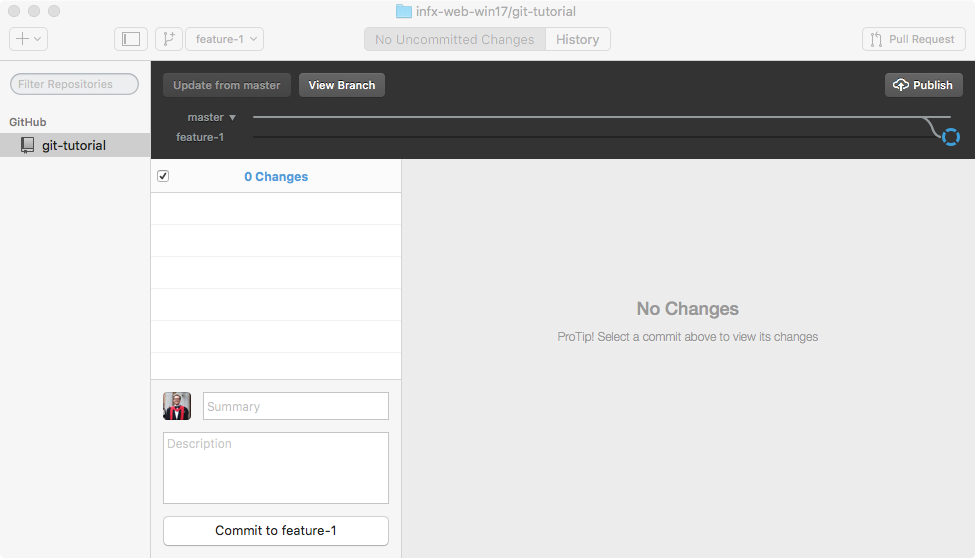 infx-web-win17/git-tutorial
feature-1
No Uncommitted Changes
History
Pull Request
Filter Repositories
GitHub
git-tutorial
Update from master
View Branch
Publish
master
feature-1
0 Changes
No Changes
ProTip! Select a commit above to view its changes
Summary
Description
Commit to feature-1